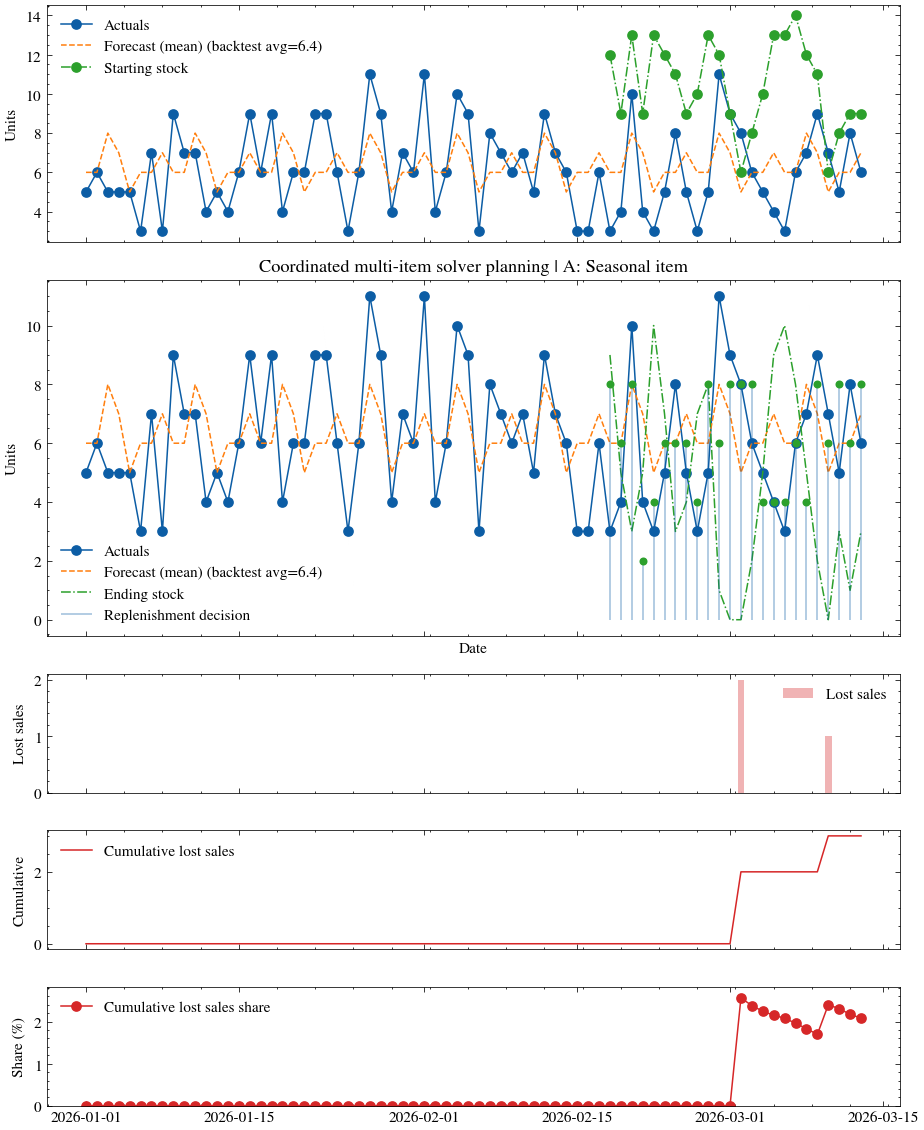 14
12
10
8
6
4
Units
Actuals
Forecast (mean) (backtest avg=6.4)
Starting stock
Coordinated multi-item solver planning | A: Seasonal item
10
8
6
4
2
0
Units
Actuals
Forecast (mean) (backtest avg=6.4)
Ending stock
Replenishment decision
Date
2
1
0
Lost sales
Lost sales
2
0
Cumulative
Cumulative lost sales
2
1
0
Share (%)
Cumulative lost sales share
2026-01-01 2026-01-15 2026-02-01 2026-02-15 2026-03-01 2026-03-15